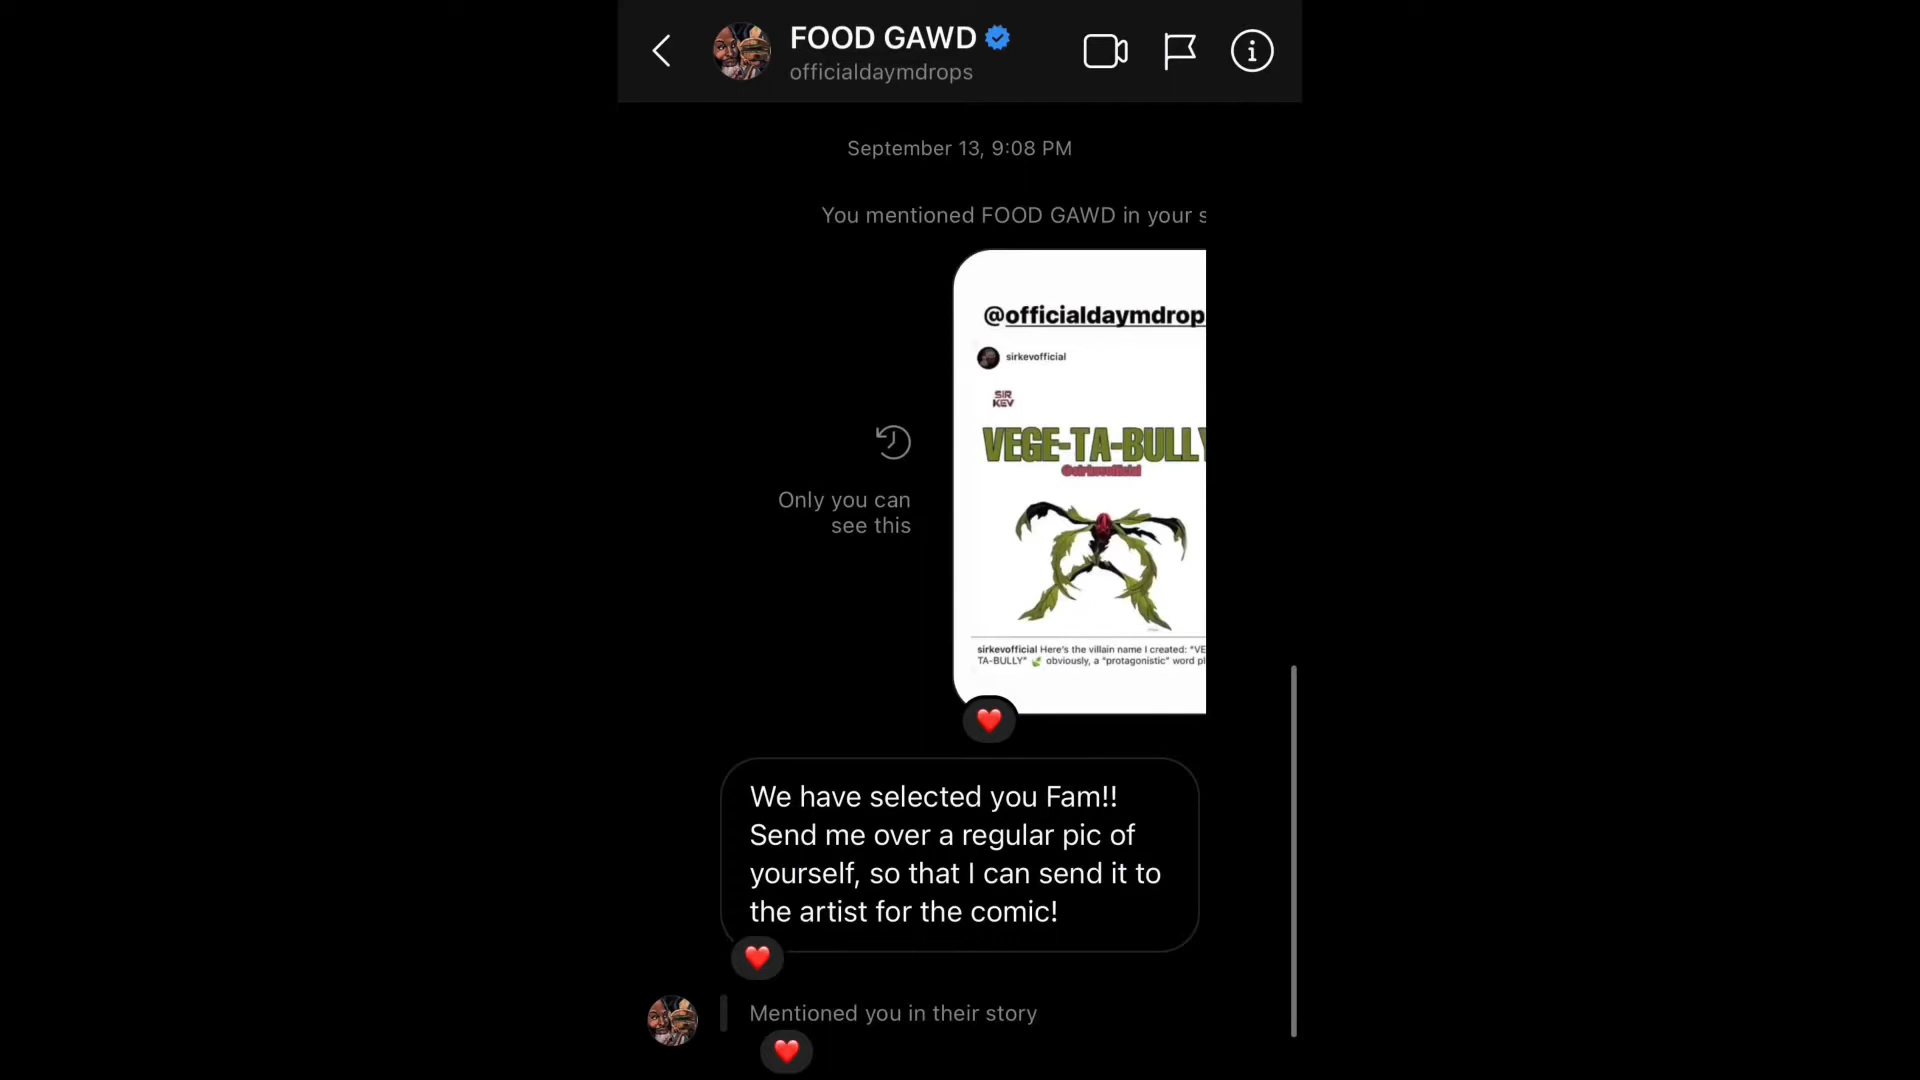 FOOD GAWD
officialdaymdrops
September 13, 9:08 PM
You mentioned FOOD GAWD in your s
@officialdaymdrop
sirkevofficial
SIR
KEV
VEGE-TA-BULLY
@sirkevofficial
Only you can
see this
sirkevofficial Here's the villain name I created: "VE
TA-BULLY" 🌿 obviously, a "protagonistic" word pl
We have selected you Fam!!
Send me over a regular pic of
yourself, so that I can send it to
the artist for the comic!
Mentioned you in their story